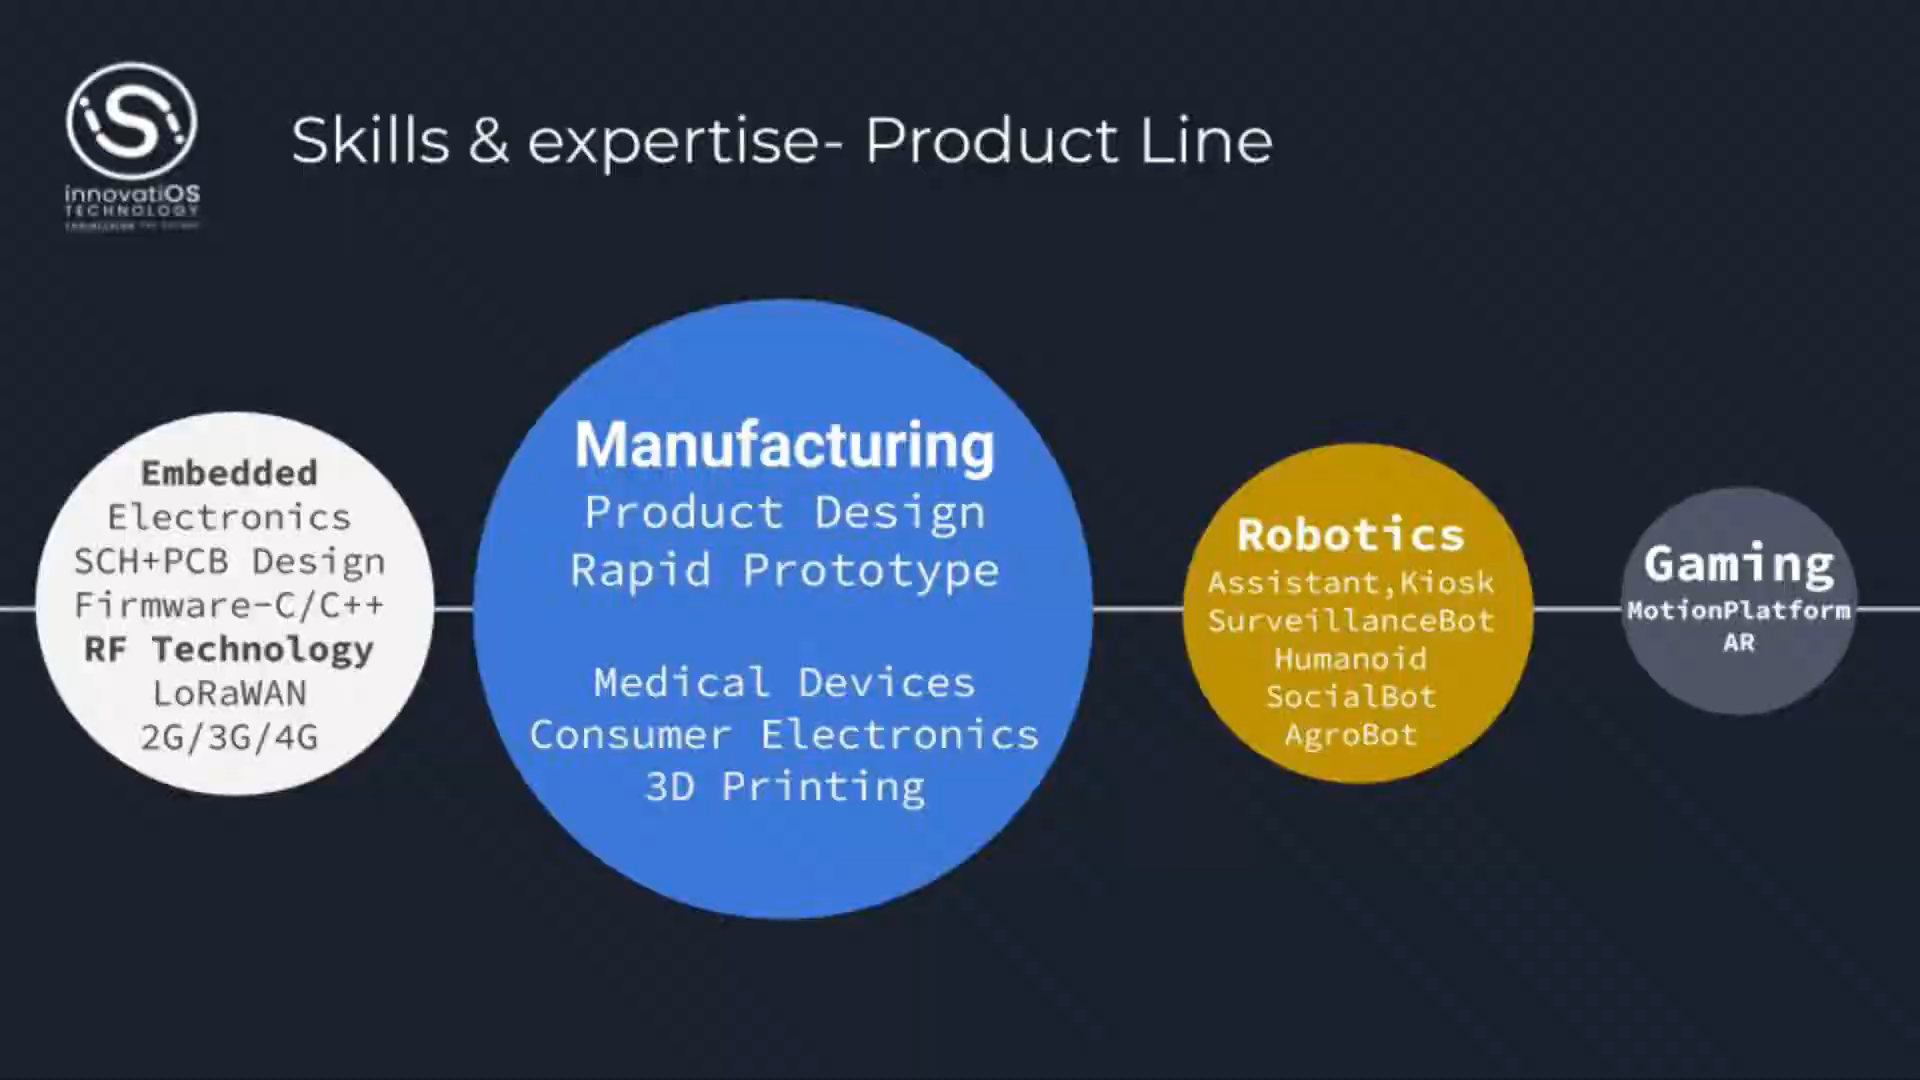 innovatiOS
TECHNOLOGY
Skills & expertise- Product Line
Embedded
Electronics
SCH+PCB Design
Firmware-C/C++
RF Technology
LoRaWAN
2G/3G/4G
Manufacturing
Product Design
Rapid Prototype
Medical Devices
Consumer Electronics
3D Printing
Robotics
Assistant,Kiosk
SurveillanceBot
Humanoid
SocialBot
AgroBot
Gaming
MotionPlatform
AR